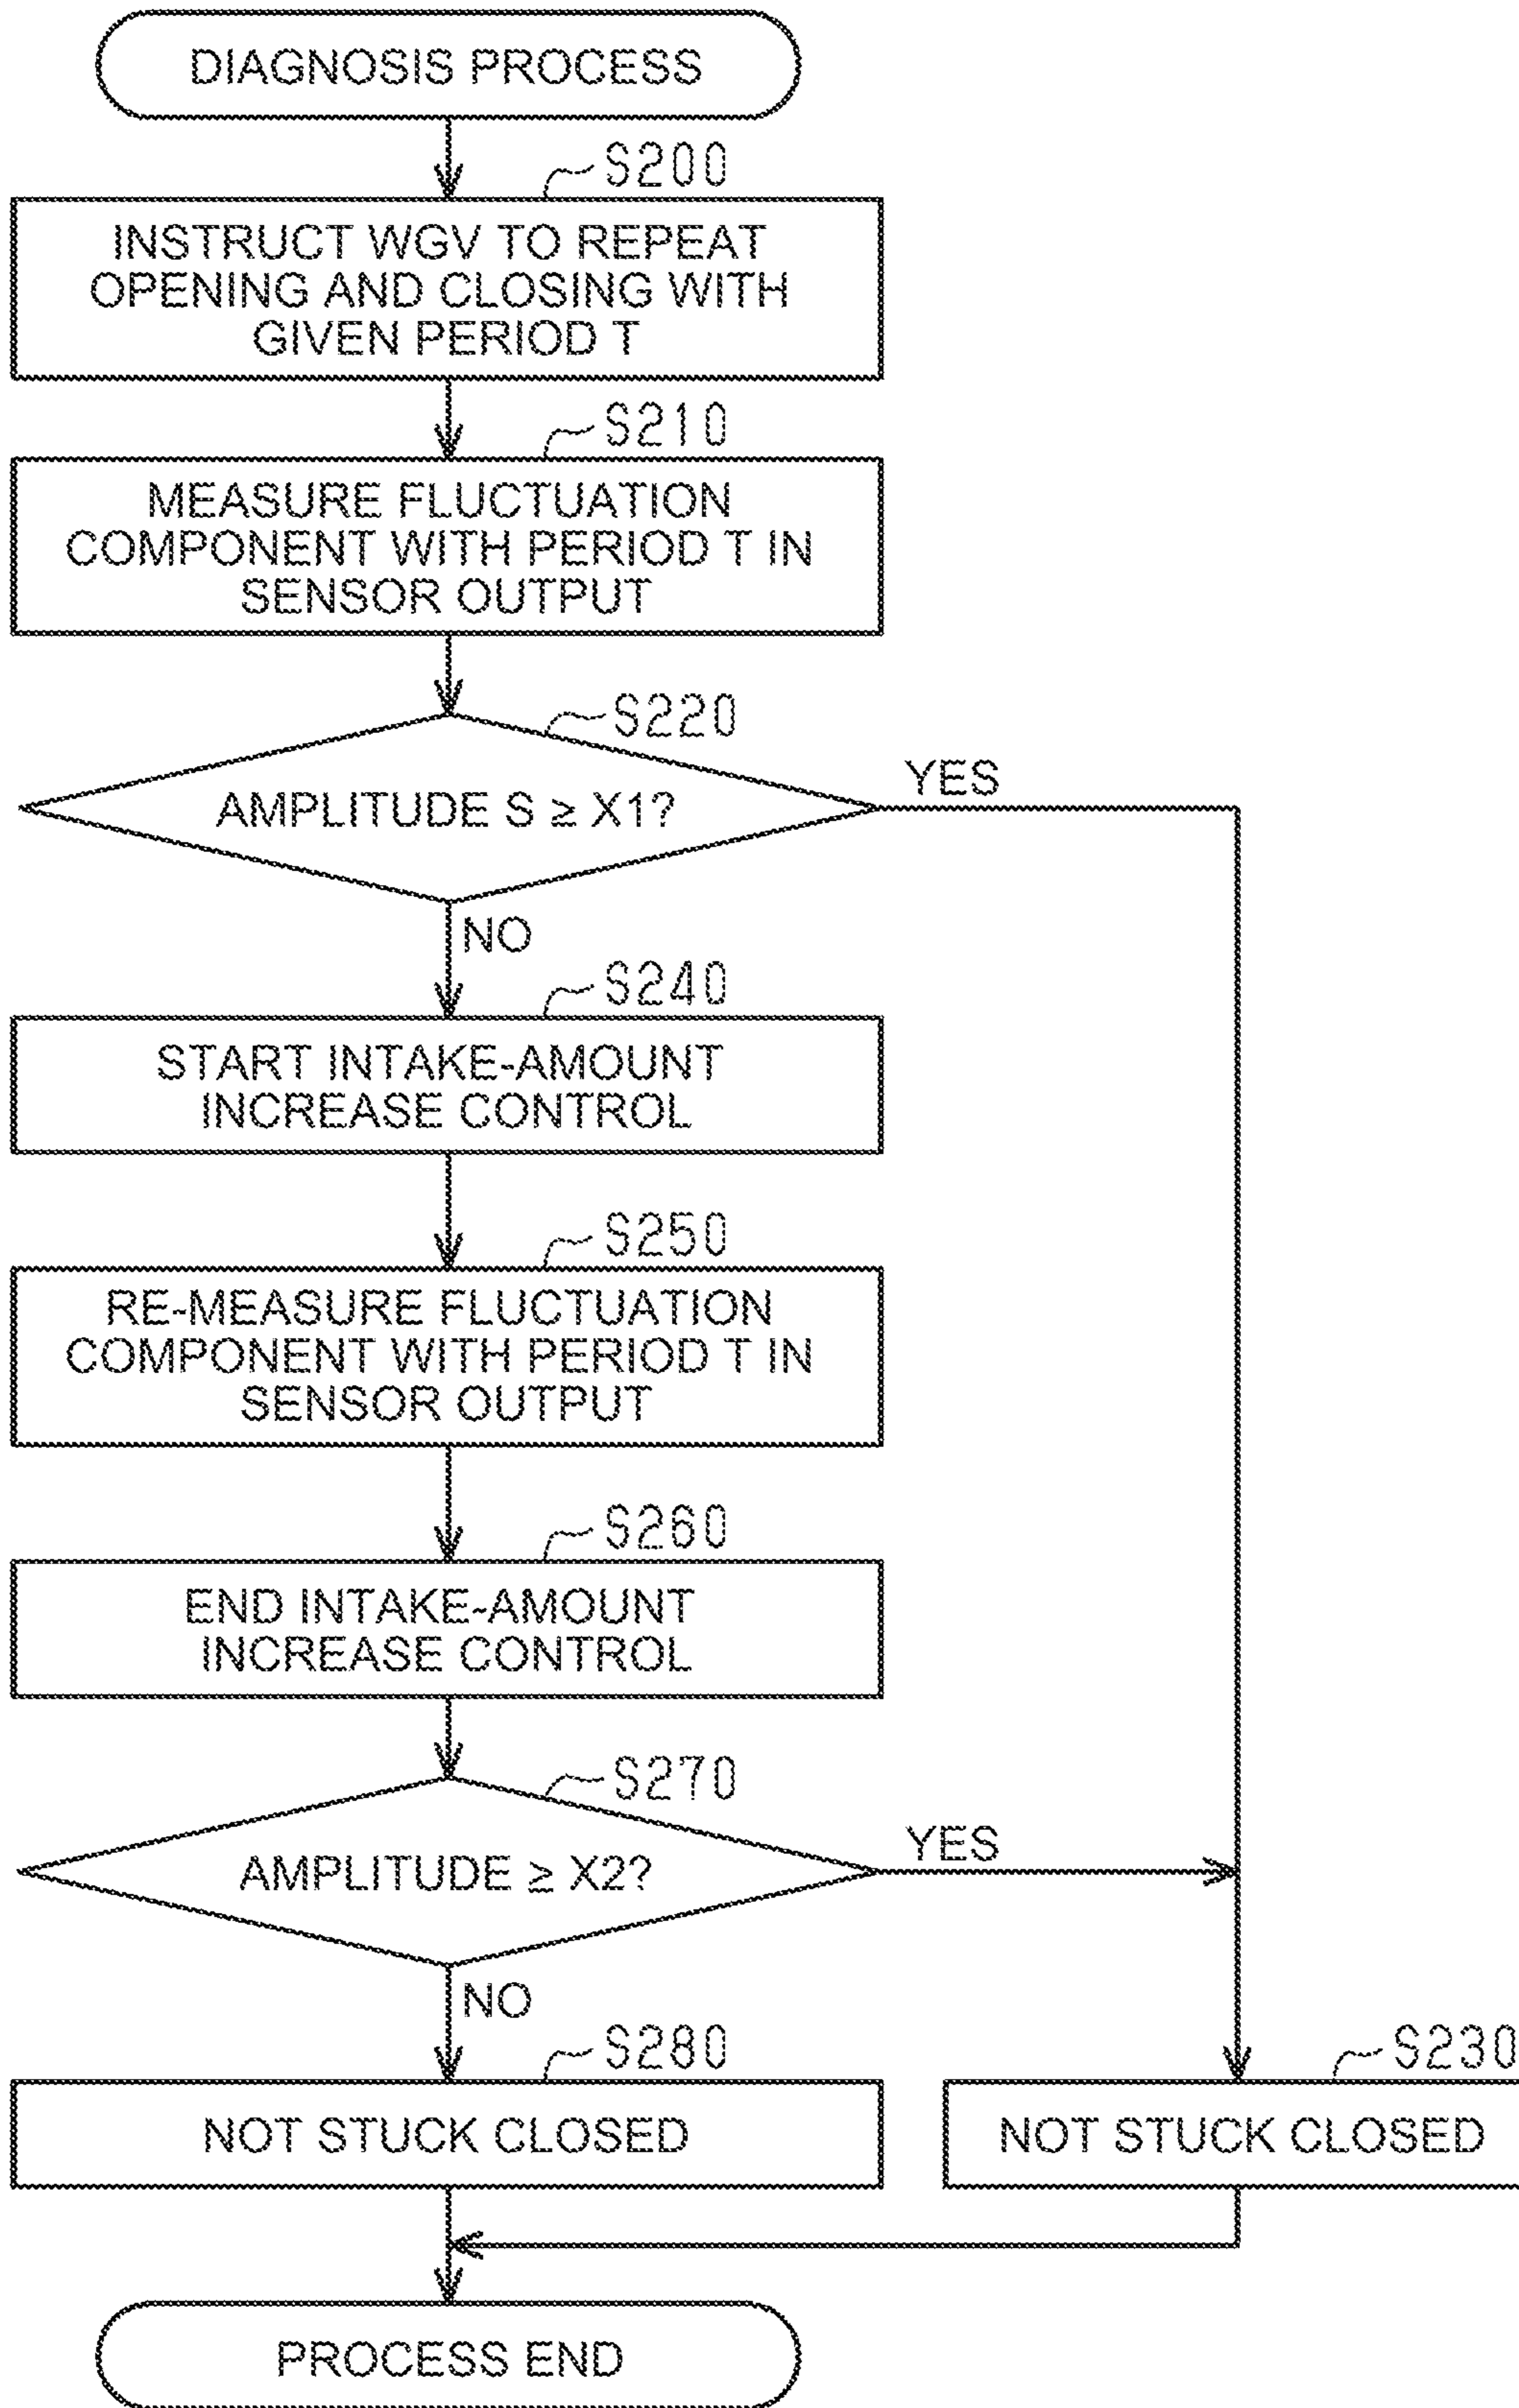 DIAGNOSIS PROCESS
S200
INSTRUCT WGV TO REPEAT
OPENING AND CLOSING WITH
GIVEN PERIOD T
S210
MEASURE FLUCTUATION
COMPONENT WITH PERIOD T IN
SENSOR OUTPUT
S220
AMPLITUDE S ≥ X1?
YES
NO
S240
START INTAKE-AMOUNT
INCREASE CONTROL
S250
RE-MEASURE FLUCTUATION
COMPONENT WITH PERIOD T IN
SENSOR OUTPUT
S260
END INTAKE-AMOUNT
INCREASE CONTROL
S270
AMPLITUDE ≥ X2?
YES
NO
S280
NOT STUCK CLOSED
S230
NOT STUCK CLOSED
PROCESS END